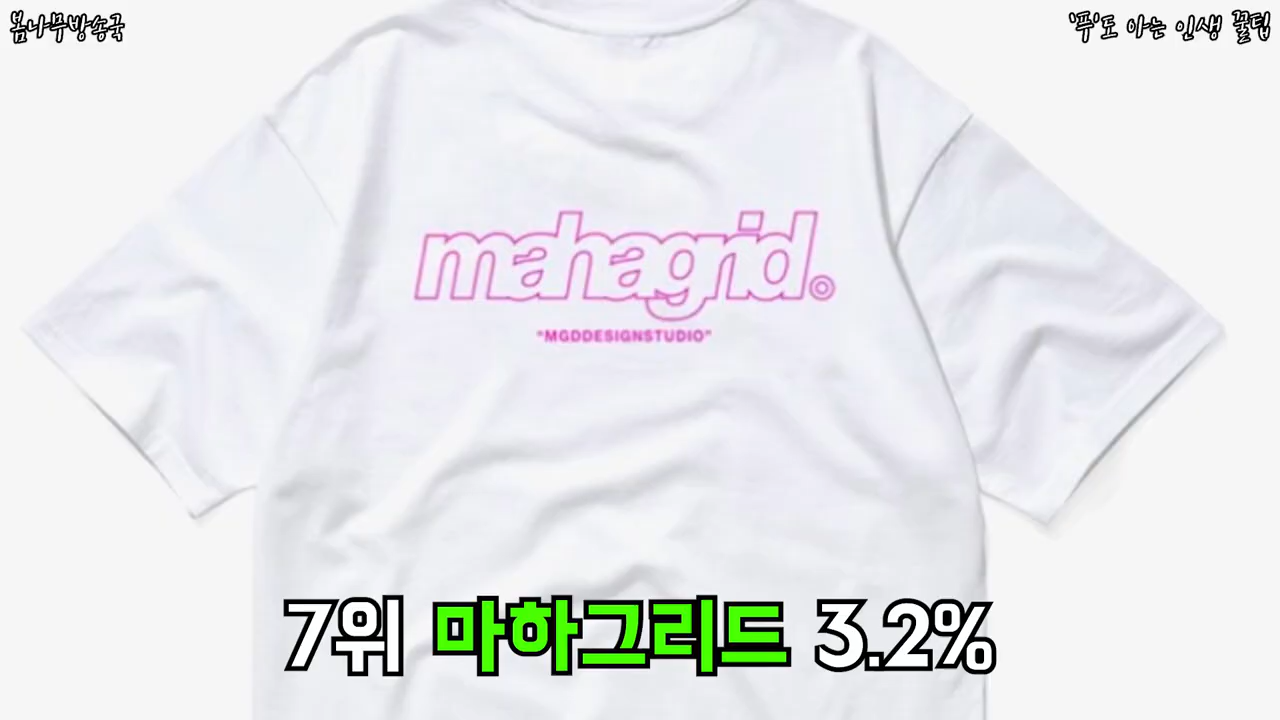 봄나무방송국
'푸'도 아는 인생 꿀팁
mahagrid
"MGDDESIGNSTUDIO"
7위 마하그리드 3.2%